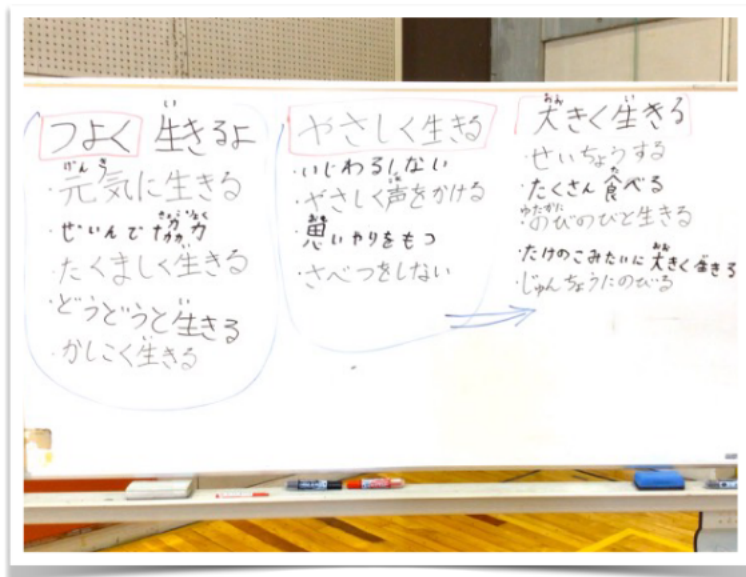 つよく 生きるよ
・元気に生きる
・ぜいんで協力
・たくましく生きる
・どうどうと生きる
・かしこく生きる
やさしく生きる
・いじわるしない
・やさしく声をかける
・思いやりをもつ
・さべつをしない
大きく生きる
・せいちょうする
・たくさん食べる
・のびのびと生きる
・たけのこみたいに大きく生きる
・じゅんちょうにのびる